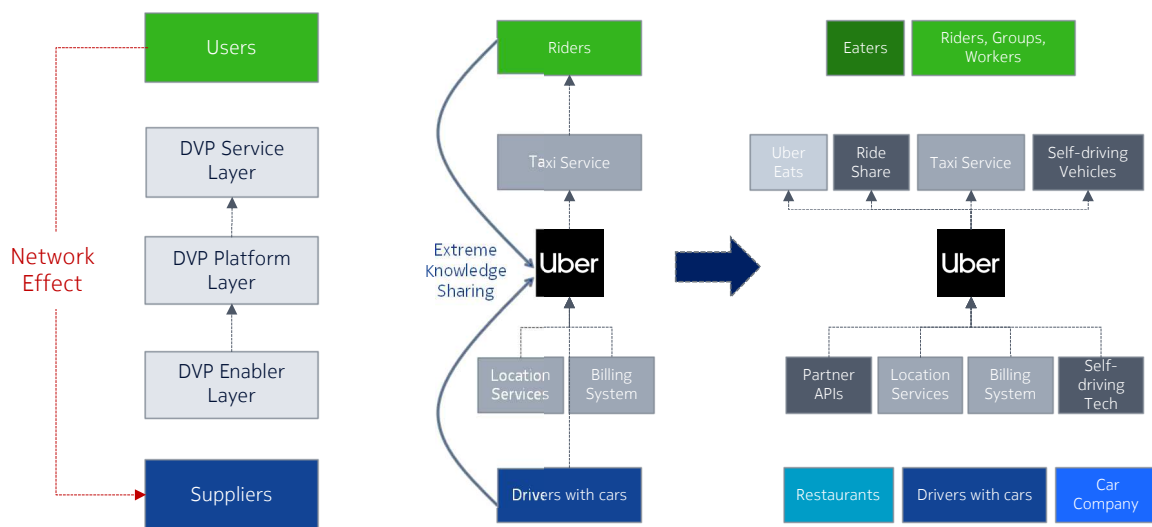 Users
DVP Service
Layer
DVP Platform
Layer
DVP Enabler
Layer
Suppliers
Network
Effect
Riders
Taxi Service
Extreme
Knowledge
Sharing
Uber
Location
Services
Billing
System
Drivers with cars
Eaters
Riders, Groups,
Workers
Uber
Eats
Ride
Share
Taxi Service
Self-driving
Vehicles
Uber
Partner
APIs
Location
Services
Billing
System
Self-
driving
Tech
Restaurants
Drivers with cars
Car
Company